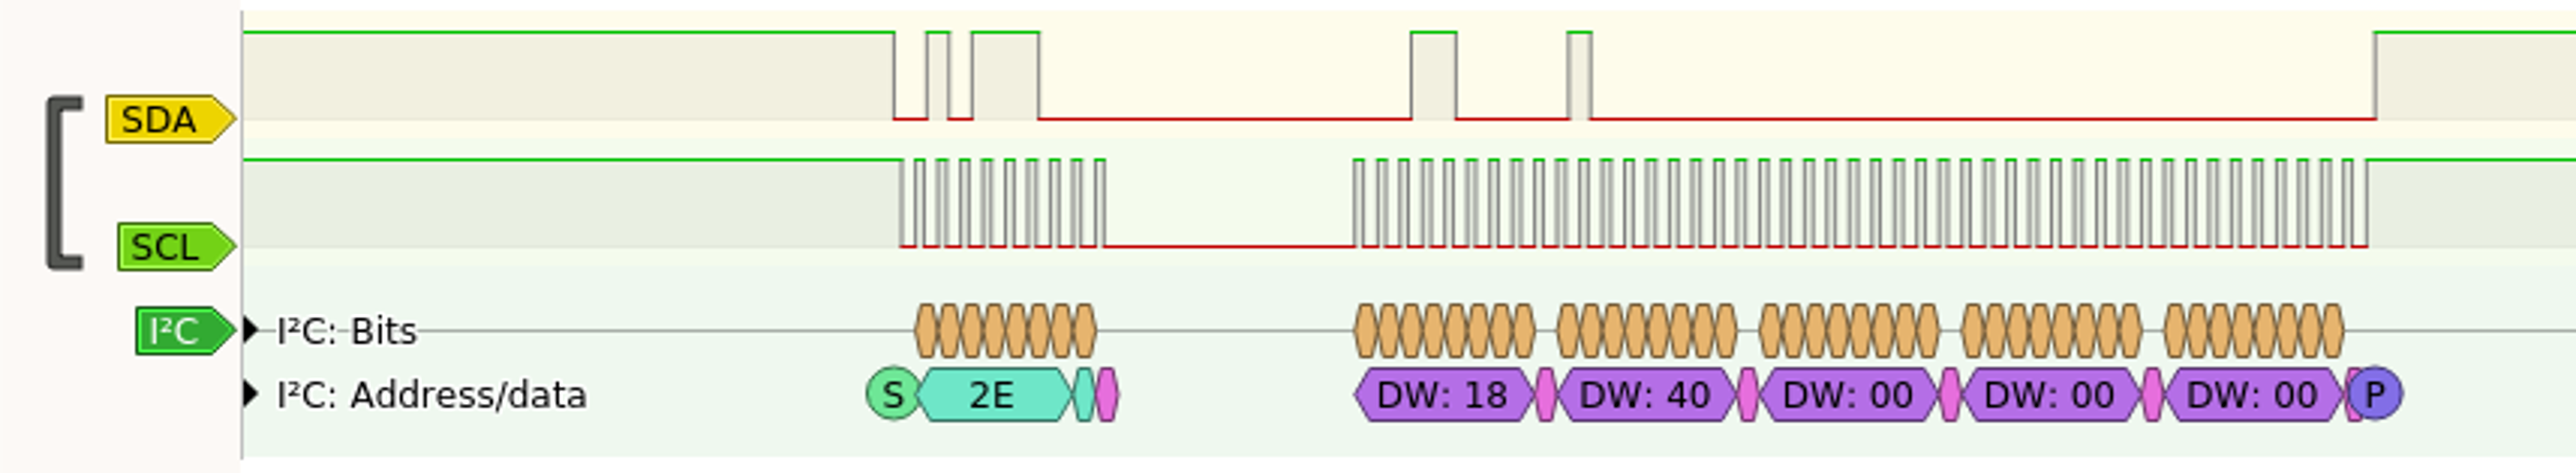 SDA
SCL
I²C I²C: Bits
I²C: Address/data S 2E DW: 18 DW: 40 DW: 00 DW: 00 DW: 00 P